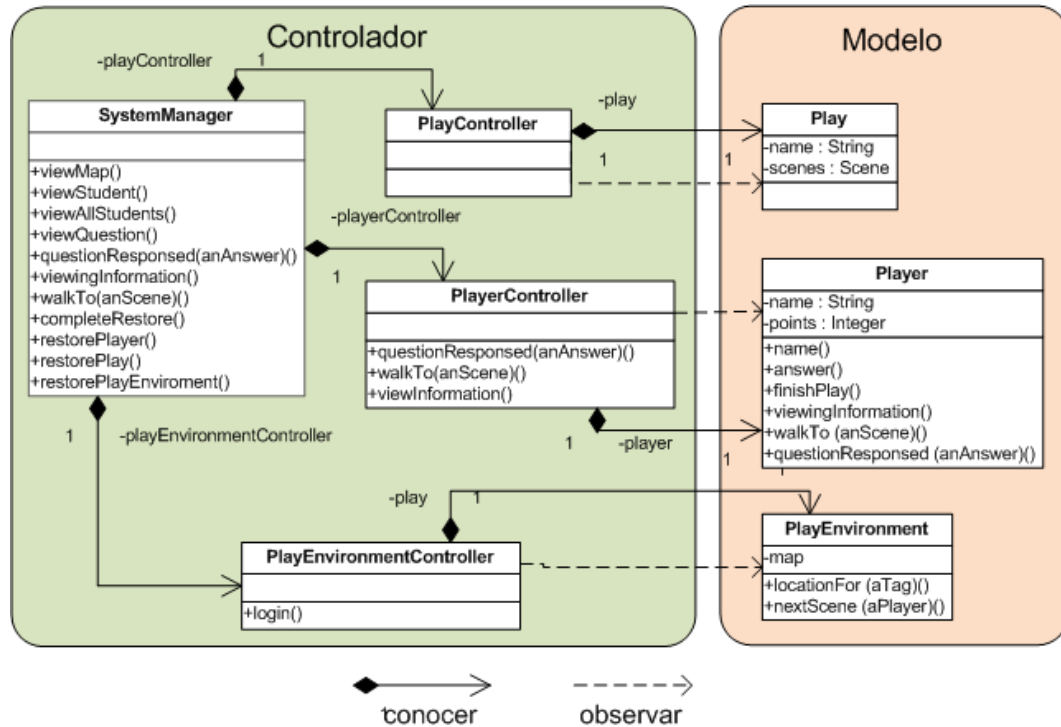 Controlador
-playController
1
SystemManager
+viewMap()
+viewStudent()
+viewAllStudents()
+viewQuestion()
+questionResponsed(anAnswer)()
+viewingInformation()
+walkTo(anScene)()
+completeRestore()
+restorePlayer()
+restorePlay()
+restorePlayEnviroment()
PlayController
-play
1
-playerController
1
PlayerController
+questionResponsed(anAnswer)()
+walkTo(anScene)()
+viewInformation()
1
-player
1
-playEnvironmentController
-play
1
PlayEnvironmentController
+login()
Modelo
Play
-name : String
-scenes : Scene
1
Player
-name : String
-points : Integer
+name()
+answer()
+finishPlay()
+viewingInformation()
+walkTo (anScene)()
+questionResponsed (anAnswer)()
1
PlayEnvironment
-map
+locationFor (aTag)()
+nextScene (aPlayer)()
conocer
observar